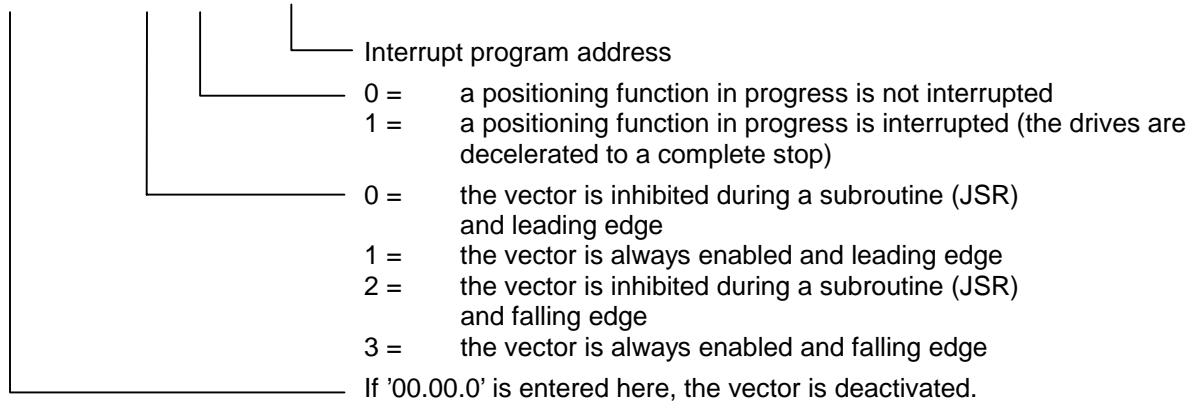 Interrupt program address
0 = a positioning function in progress is not interrupted
1 = a positioning function in progress is interrupted (the drives are
decelerated to a complete stop)
0 = the vector is inhibited during a subroutine (JSR)
and leading edge
1 = the vector is always enabled and leading edge
2 = the vector is inhibited during a subroutine (JSR)
and falling edge
3 = the vector is always enabled and falling edge
If '00.00.0' is entered here, the vector is deactivated.